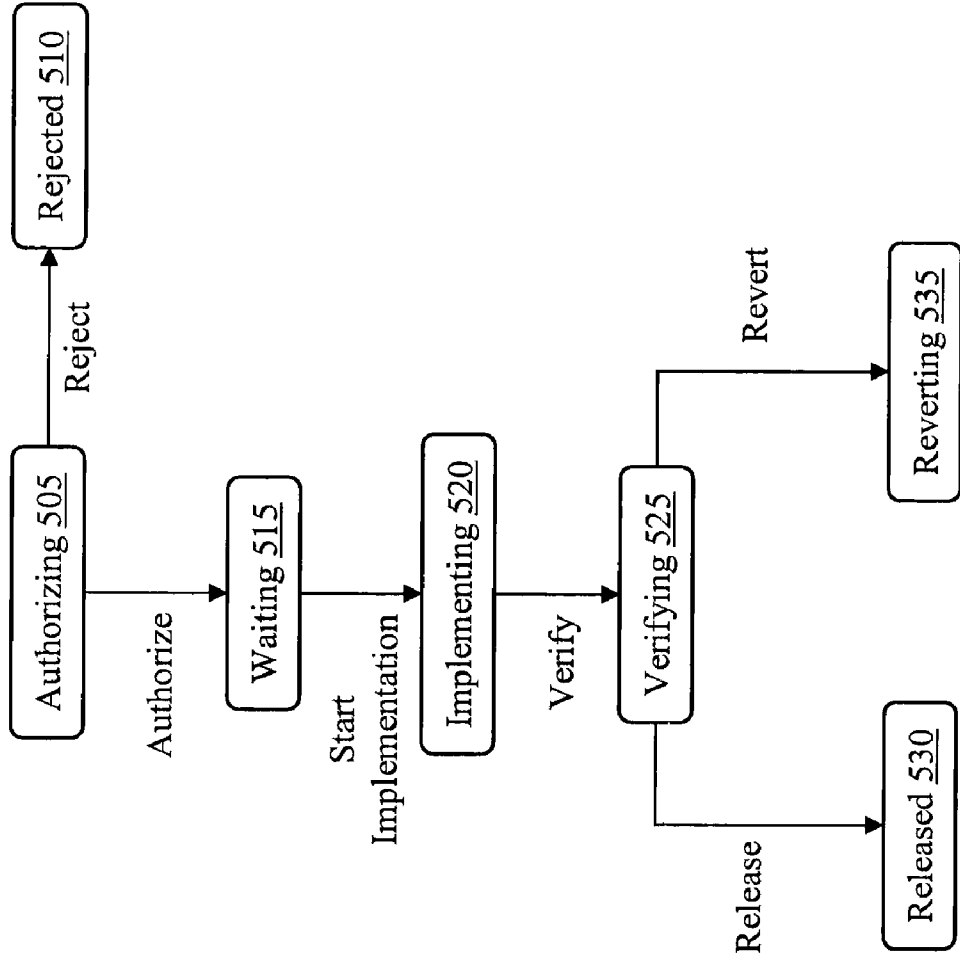 Authorizing 505
Reject
Rejected 510
Authorize
Waiting 515
Start
Implementation
Implementing 520
Verify
Verifying 525
Release
Revert
Released 530
Reverting 535